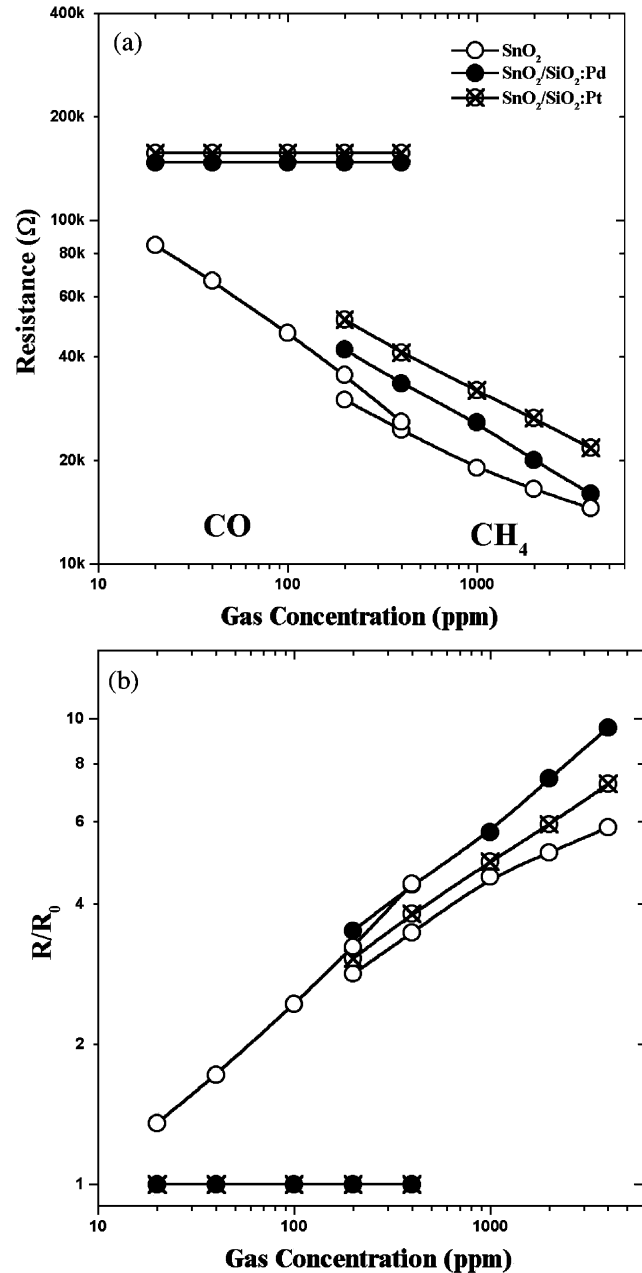 (a)
SnO₂
SnO₂/SiO₂:Pd
SnO₂/SiO₂:Pt
400k
200k
100k
80k
60k
40k
20k
10k
Resistance (Ω)
CO
CH₄
10
100
1000
Gas Concentration (ppm)
(b)
10
8
6
4
2
1
R/R₀
10
100
1000
Gas Concentration (ppm)